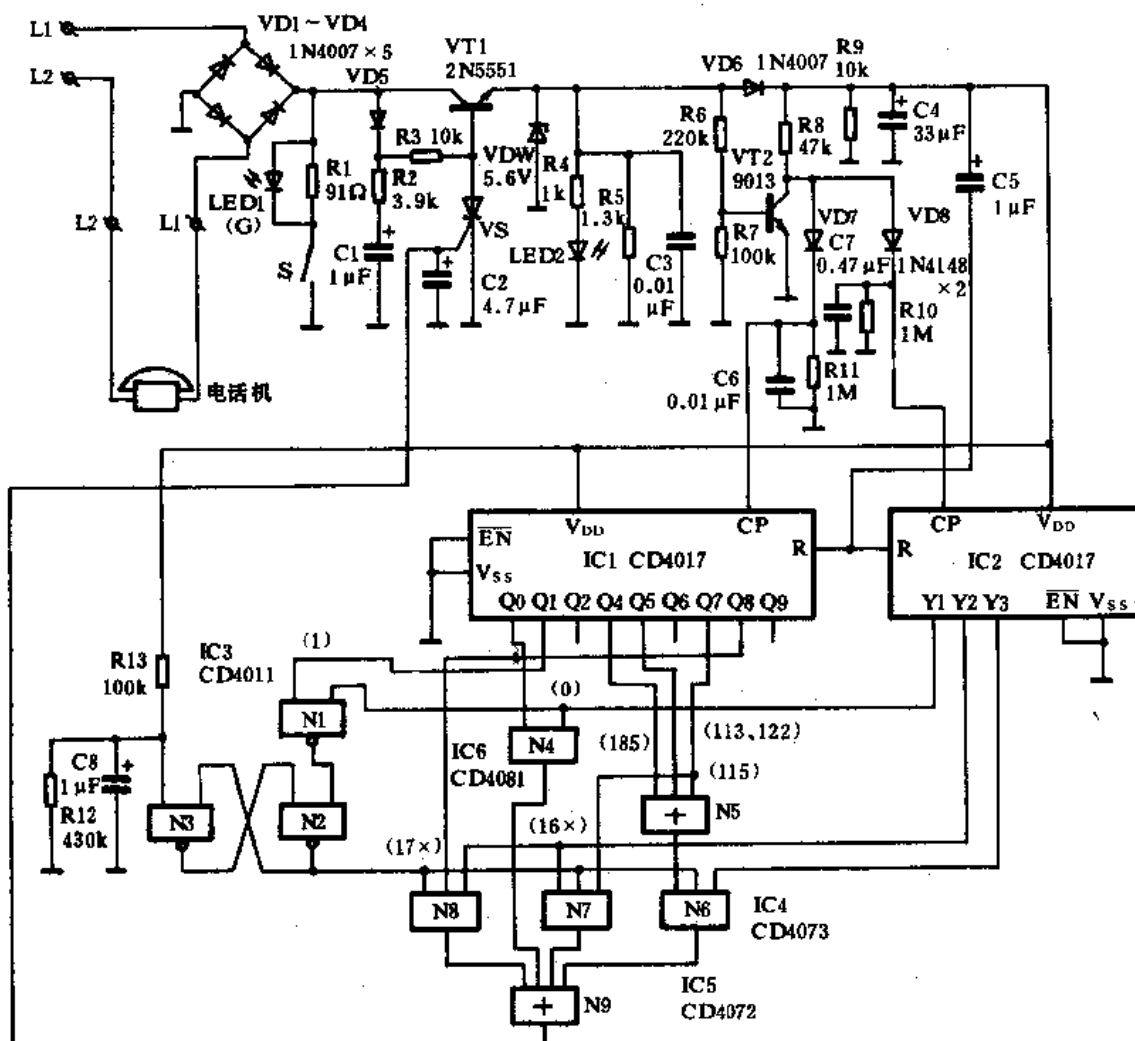 L1
VD1~VD4
1N4007×5
L2
VD5
VT1
2N5551
VD6 1N4007
R9
10k
R3 10k
VDW
5.6V
R4
1k
R6
220k
R8
47k
C4
33μF
VT2
9013
R1
91Ω
R2
3.9k
R5
1.3k
C5
1μF
LED1
(G)
L2
L1
VS
LED2
R7
100k
VD7
VD8
S
C1
1μF
C2
4.7μF
C3
0.01
μF
C7
0.47μF
1N4148
×2
R10
1M
电话机
C6
0.01μF
R11
1M
EN
VDD
CP
VSS
IC1 CD4017
R
Q0 Q1 Q2 Q4 Q5 Q6 Q7 Q8 Q9
R
CP
VDD
IC2 CD4017
Y1 Y2 Y3
EN
VSS
R13
100k
IC3
CD4011
(1)
(0)
N1
N4
IC6
CD4081
(185)
(113、122)
(115)
C8
1μF
R12
430k
N3
N2
N5
(16×)
(17×)
N8
N7
N6
IC4
CD4073
N9
IC5
CD4072